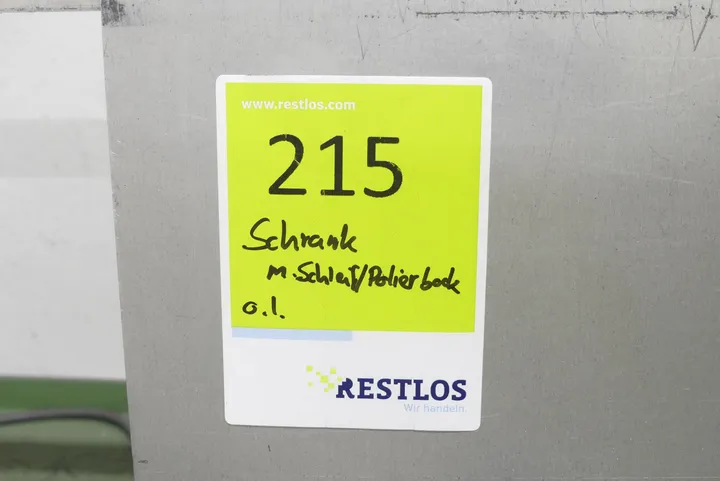 www.restlos.com
215
Schrank
m. Schleif/Polierbock
o.l.
RESTLOS
Wir handeln.